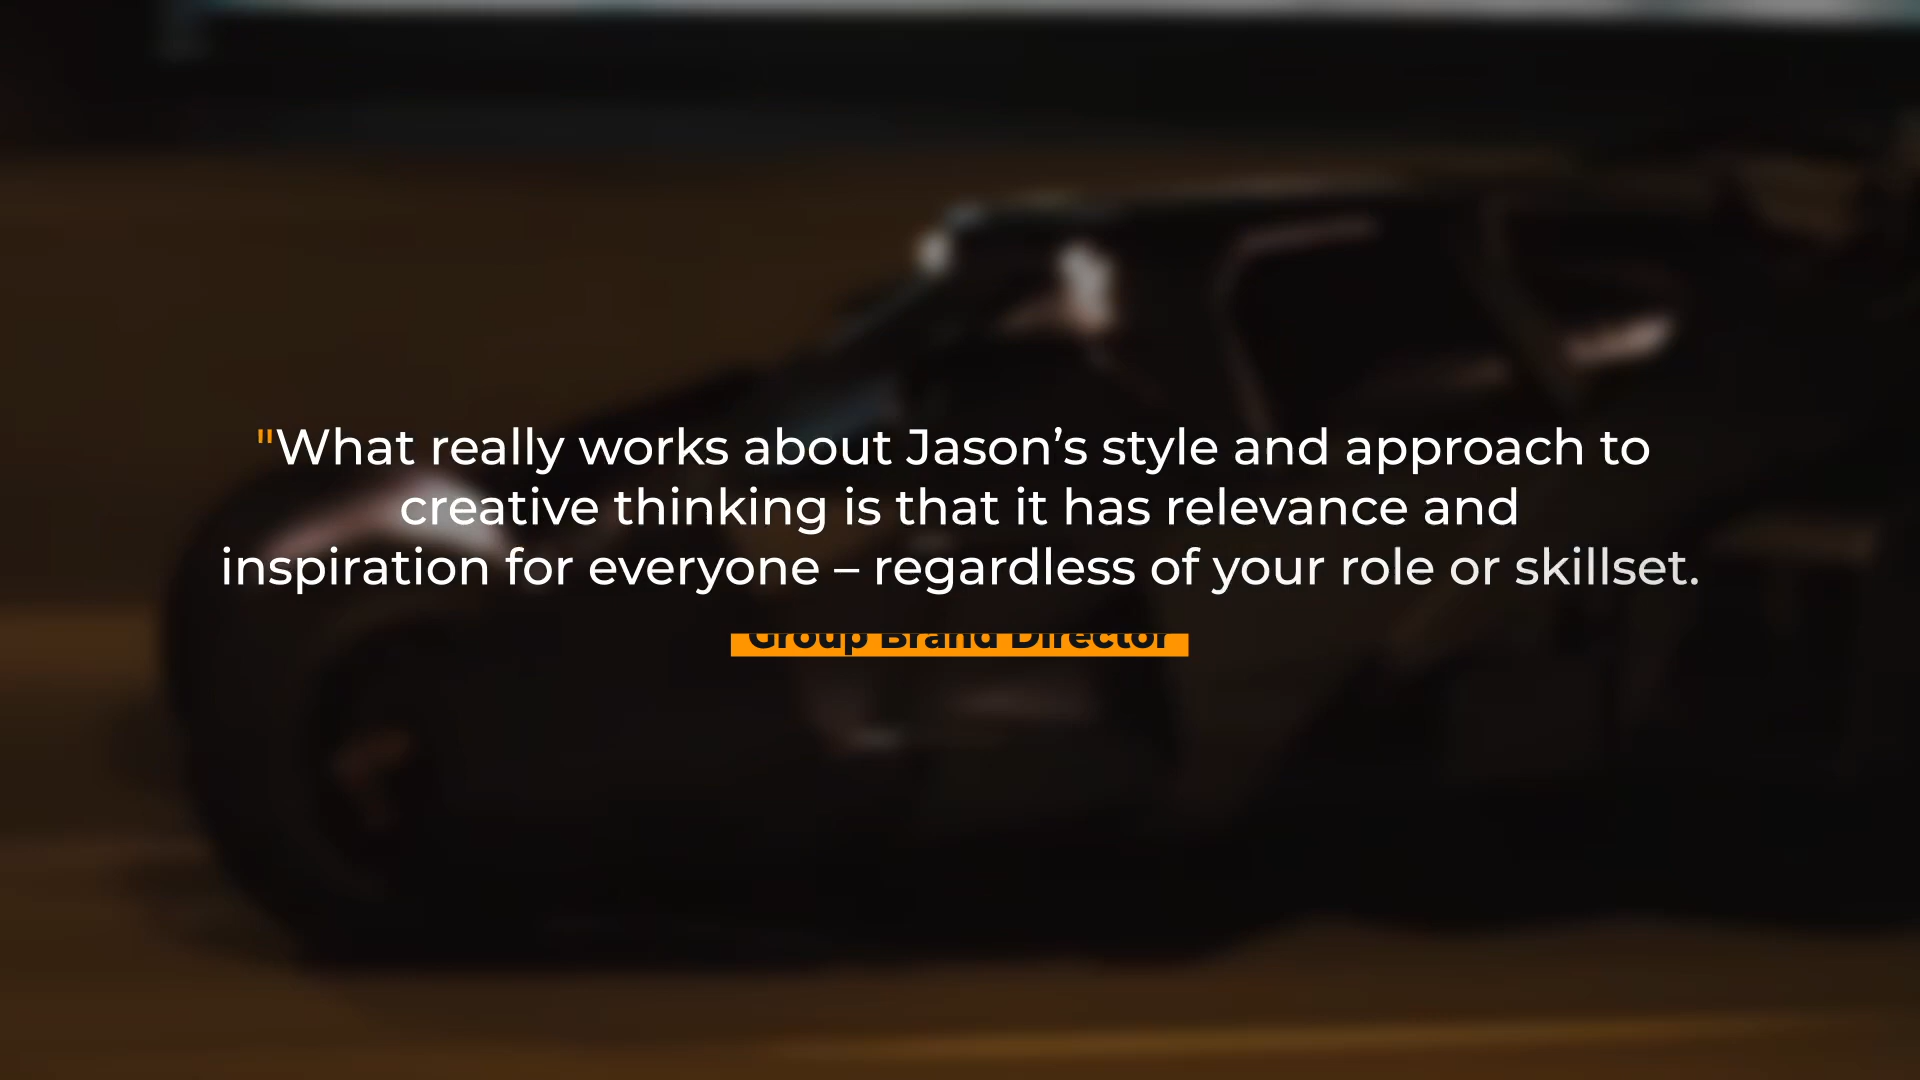 "What really works about Jason’s style and approach to
creative thinking is that it has relevance and
inspiration for everyone – regardless of your role or skillset.
Group Brand Director